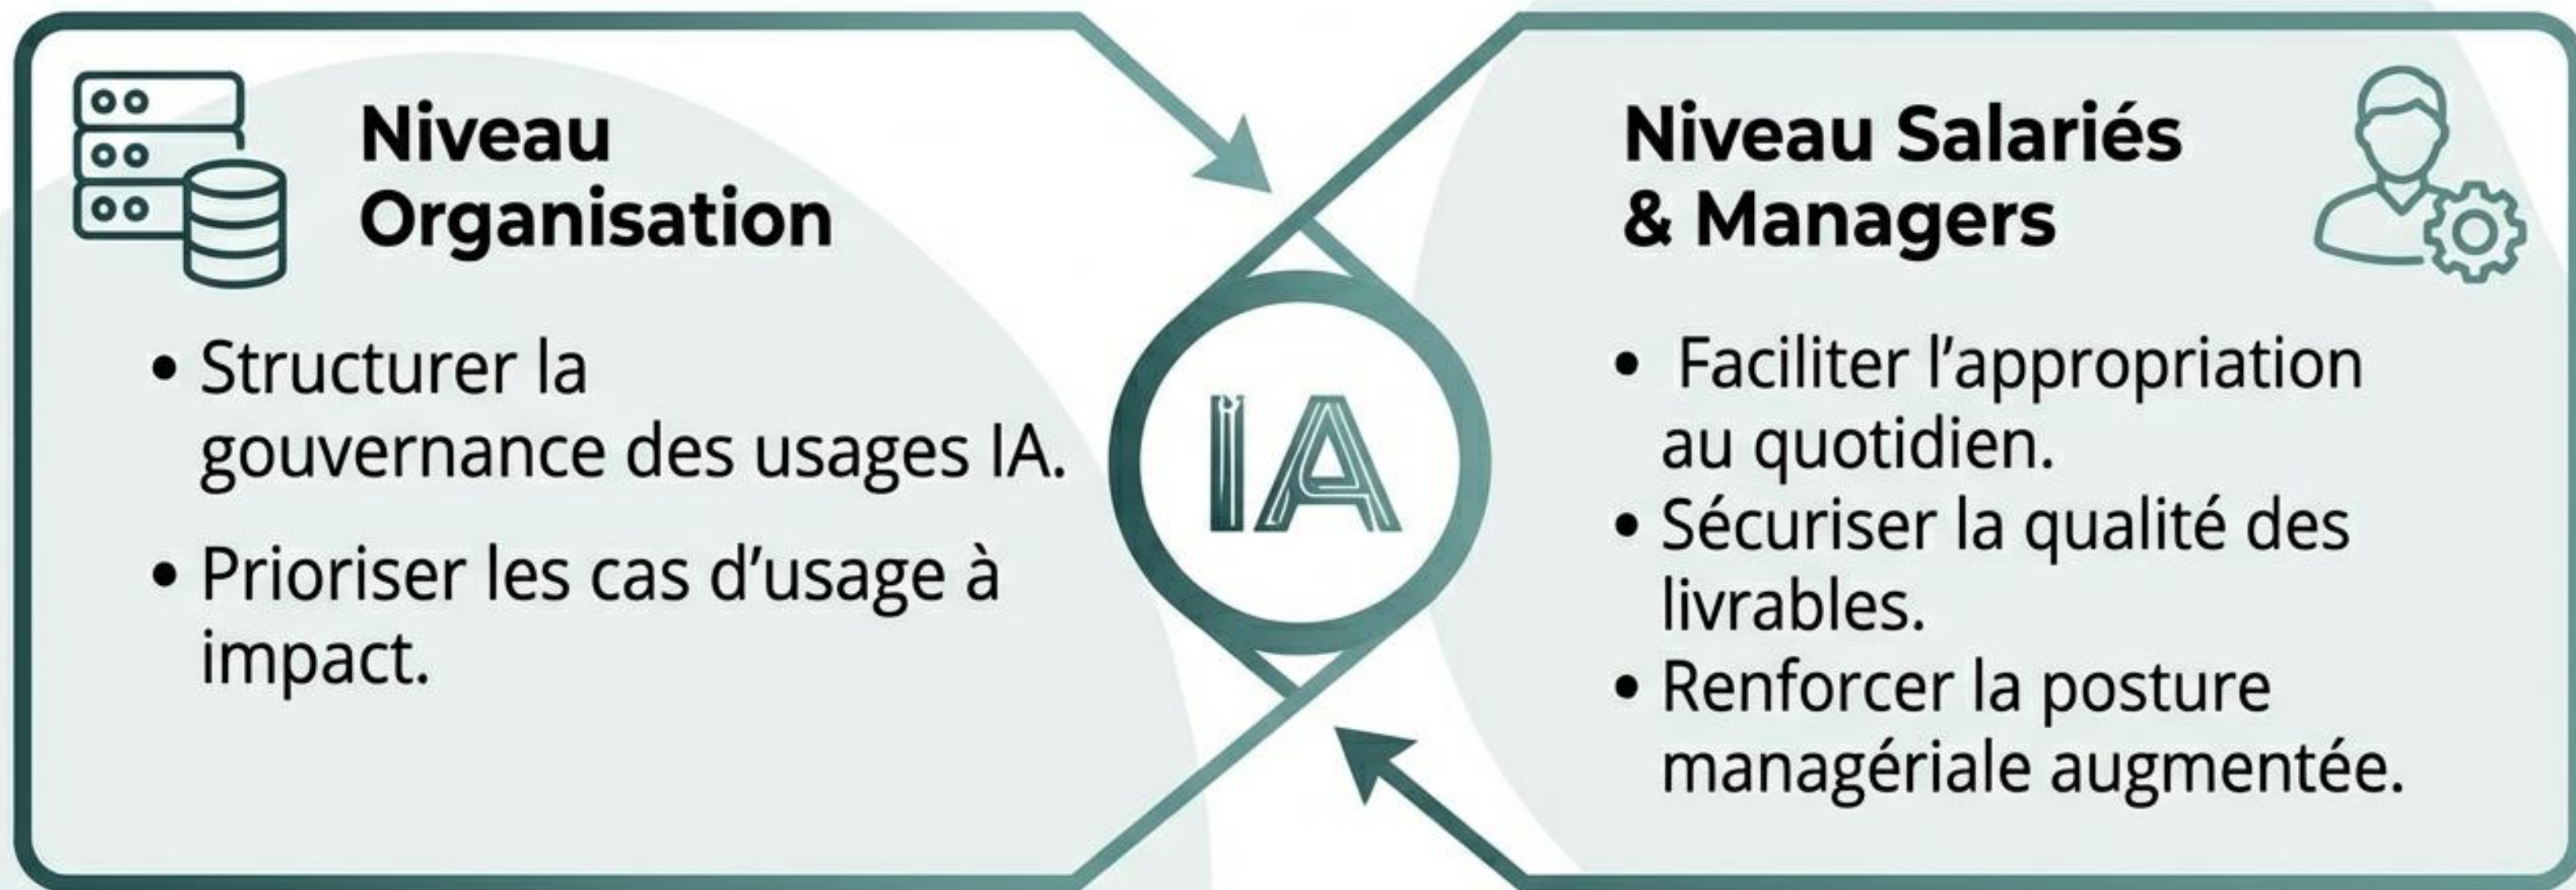 Niveau
Organisation
• Structurer la
gouvernance des usages IA.
• Prioriser les cas d’usage à
impact.
IA
Niveau Salariés
& Managers
• Faciliter l’appropriation
au quotidien.
• Sécuriser la qualité des
livrables.
• Renforcer la posture
managériale augmentée.